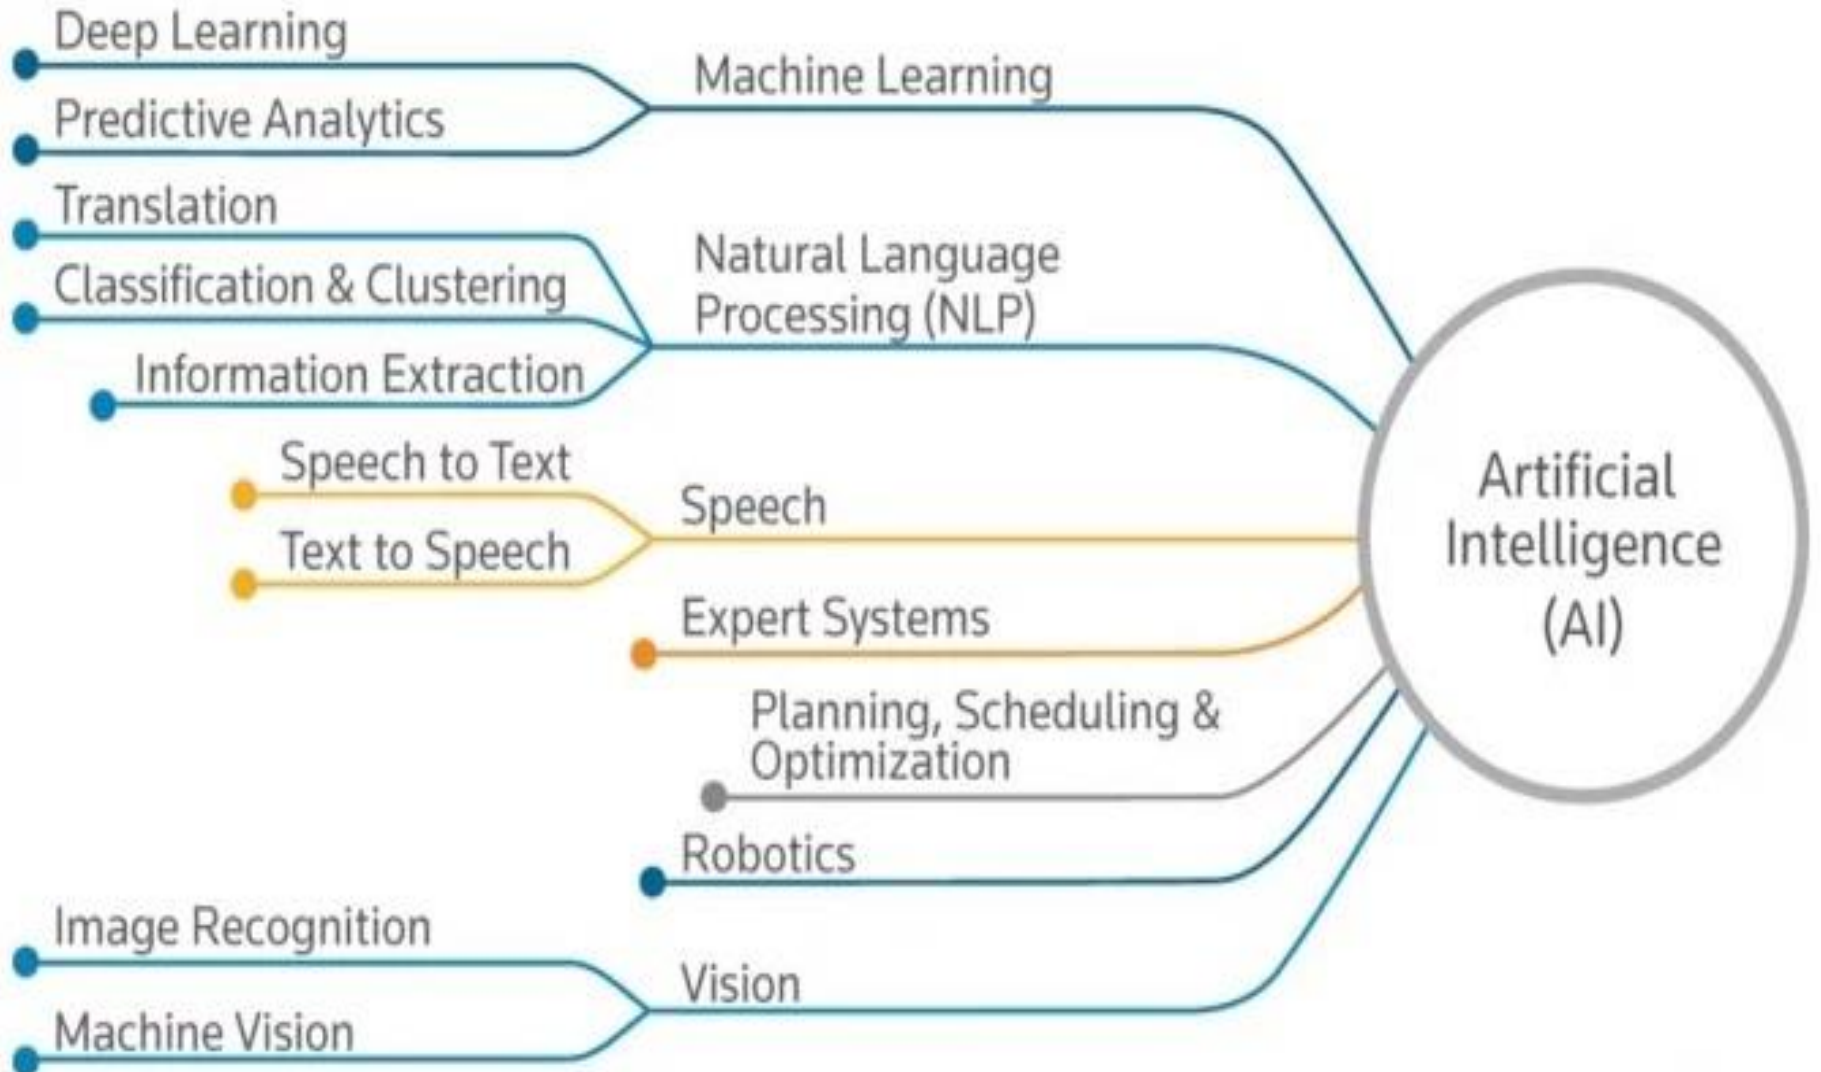 Deep Learning
Predictive Analytics
Machine Learning
Translation
Classification & Clustering
Information Extraction
Natural Language
Processing (NLP)
Speech to Text
Text to Speech
Speech
Expert Systems
Planning, Scheduling &
Optimization
Robotics
Image Recognition
Machine Vision
Vision
Artificial
Intelligence
(AI)